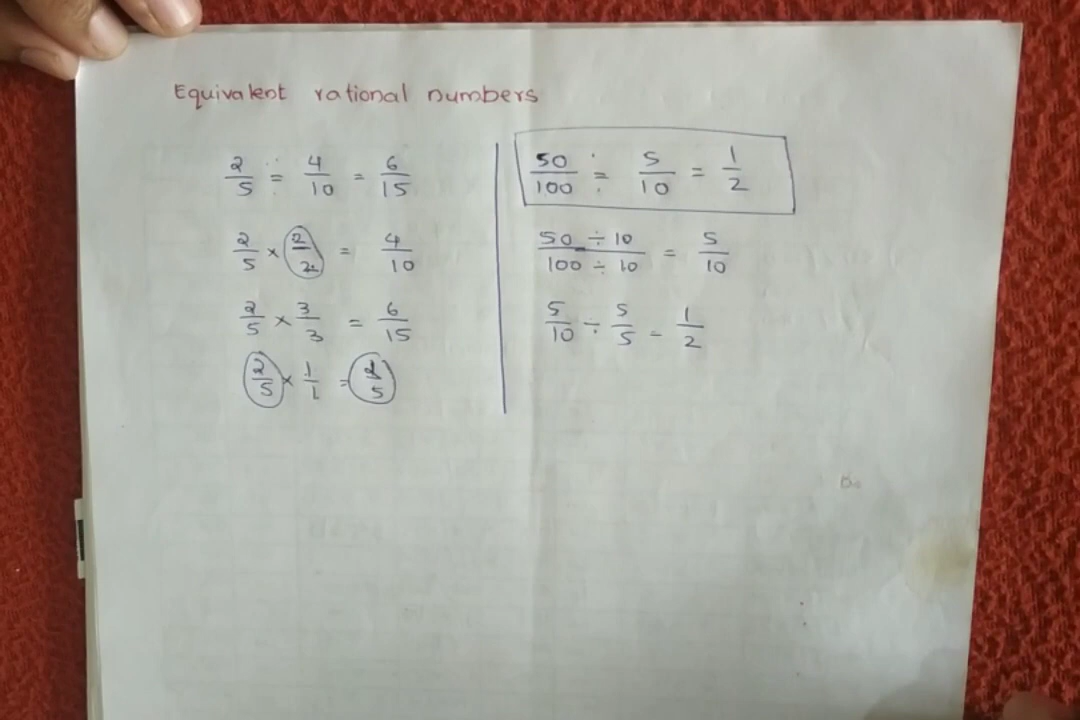 Equivalent rational numbers
2/5 = 4/10 = 6/15
2/5 × 2/2 = 4/10
2/5 × 3/3 = 6/15
2/5 × 1/1 = 2/5
50/100 = 5/10 = 1/2
50 ÷ 10 / 100 ÷ 10 = 5/10
5/10 ÷ 5/5 = 1/2